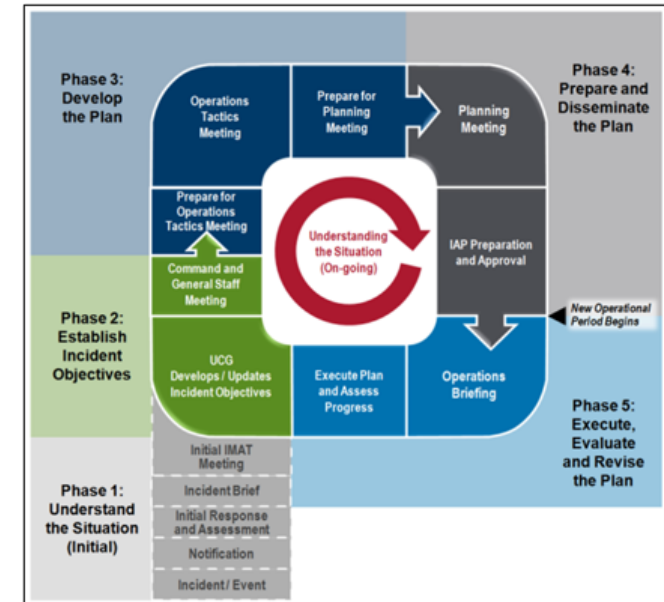 Phase 3:
Develop
the Plan
Operations
Tactics
Meeting
Prepare for
Planning
Meeting
Planning
Meeting
Phase 4:
Prepare and
Disseminate
the Plan
Prepare for
Operations
Tactics Meeting
Understanding
the Situation
(On-going)
IAP Preparation
and Approval
Command and
General Staff
Meeting
New Operational
Period Begins
Phase 2:
Establish
Incident
Objectives
UCG
Develops / Updates
Incident Objectives
Execute Plan
and Assess
Progress
Operations
Briefing
Phase 5:
Execute,
Evaluate
and Revise
the Plan
Phase 1:
Understand
the Situation
(Initial)
Initial IMAT
Meeting
Incident Brief
Initial Response
and Assessment
Notification
Incident / Event